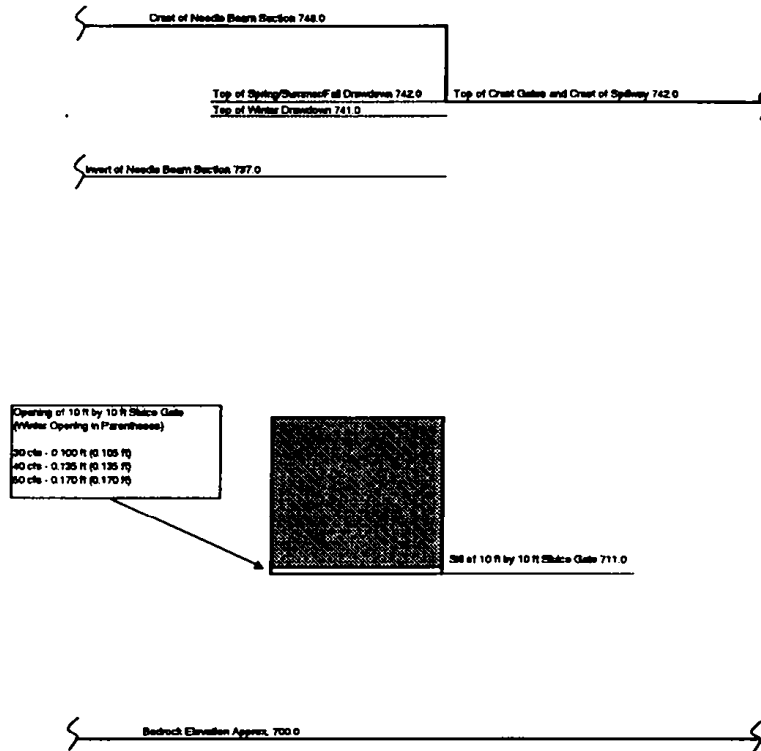 Crest of Needle Beam Section 748.0
Top of Spring/Summer/Fall Drawdown 742.0
Top of Crest Gates and Crest of Spillway 742.0
Top of Winter Drawdown 741.0
Invert of Needle Beam Section 737.0
Opening of 10 ft by 10 ft Sluice Gate
(Winter Opening in Parentheses)
30 cfs - 0.100 ft (0.105 ft)
40 cfs - 0.135 ft (0.135 ft)
50 cfs - 0.170 ft (0.170 ft)
Sill of 10 ft by 10 ft Sluice Gate 711.0
Bedrock Elevation Approx. 700.0